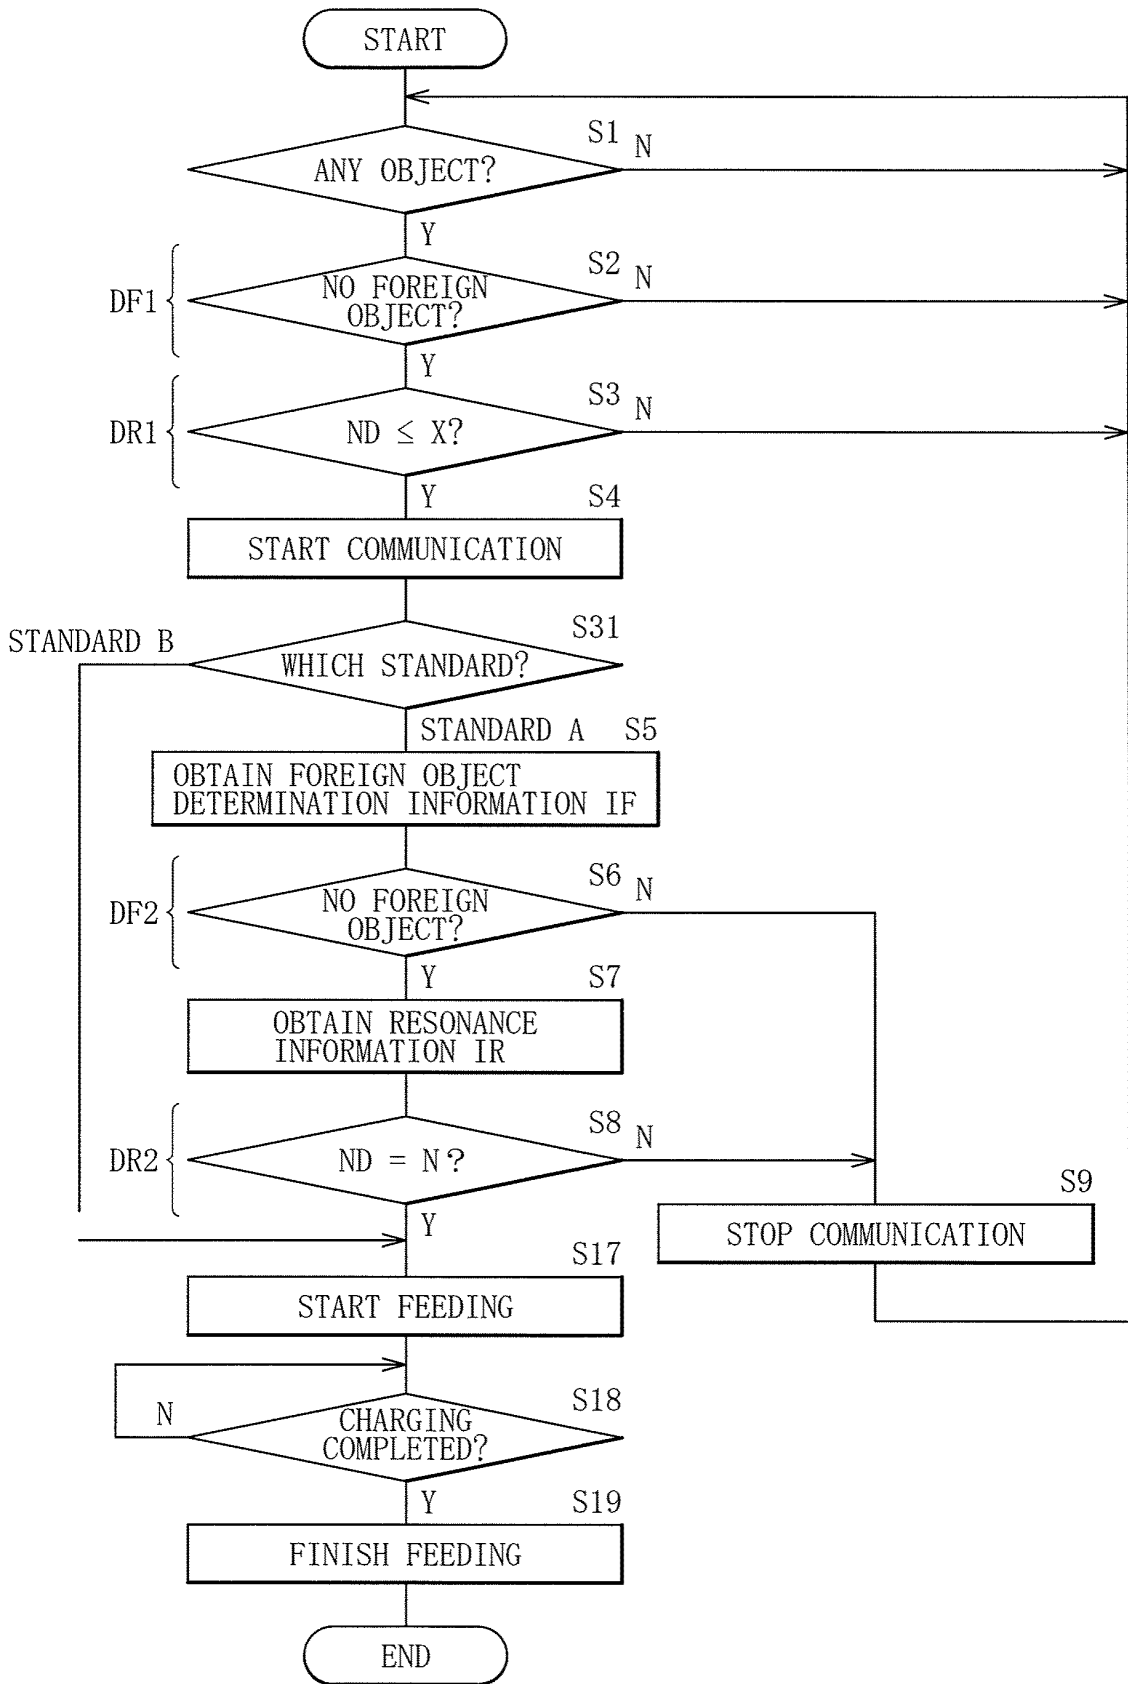 START
S1
N
ANY OBJECT?
Y
S2
N
DF1
NO FOREIGN
OBJECT?
Y
S3
N
DR1
ND ≤ X?
Y
S4
START COMMUNICATION
S31
STANDARD B
WHICH STANDARD?
STANDARD A
S5
OBTAIN FOREIGN OBJECT
DETERMINATION INFORMATION IF
S6
N
DF2
NO FOREIGN
OBJECT?
Y
S7
OBTAIN RESONANCE
INFORMATION IR
S8
N
DR2
ND = N?
S9
Y
STOP COMMUNICATION
S17
START FEEDING
S18
N
CHARGING
COMPLETED?
Y
S19
FINISH FEEDING
END